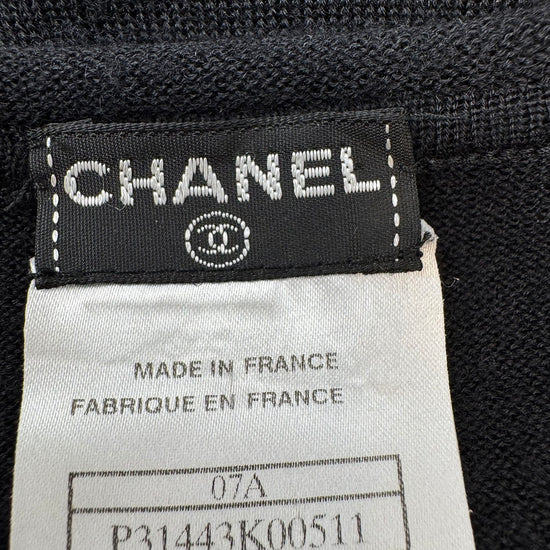 CHANEL
MADE IN FRANCE
FABRIQUE EN FRANCE
07A
P31443K00511